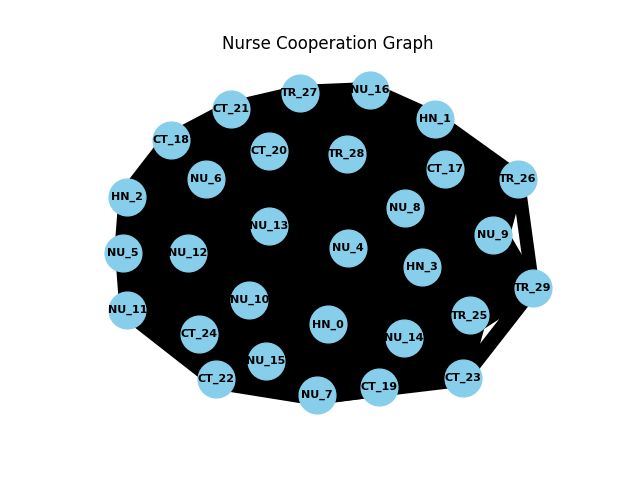 Nurse Cooperation Graph
NU_16
TR_27
CT_21
HN_1
CT_18
CT_20
TR_28
CT_17
NU_6
TR_26
HN_2
NU_8
NU_13
NU_9
NU_4
NU_5
NU_12
HN_3
TR_29
NU_10
NU_11
TR_25
HN_0
CT_24
NU_14
NU_15
CT_23
CT_22
CT_19
NU_7